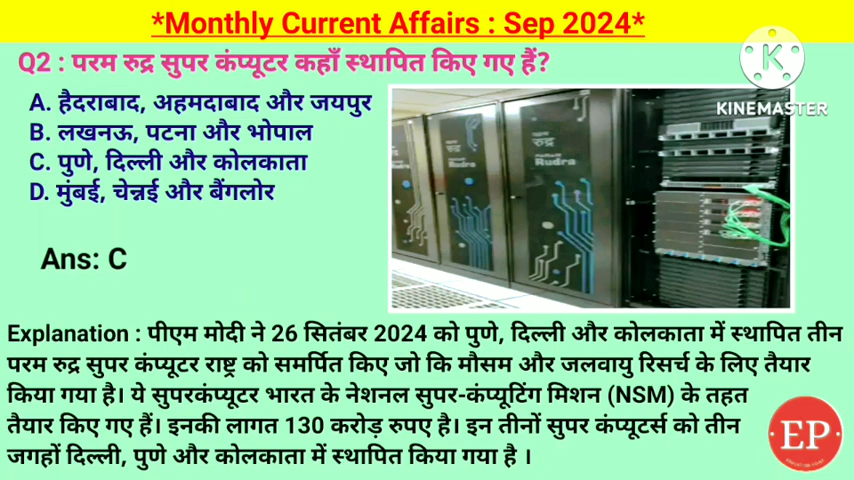 *Monthly Current Affairs : Sep 2024*
Q2 : परम रुद्र सुपर कंप्यूटर कहाँ स्थापित किए गए हैं?
KINEMASTER
A. हैदराबाद, अहमदाबाद और जयपुर
B. लखनऊ, पटना और भोपाल
C. पुणे, दिल्ली और कोलकाता
D. मुंबई, चेन्नई और बैंगलोर
रुद्र
Rudra
Rudra
Ans: C
Explanation : पीएम मोदी ने 26 सितंबर 2024 को पुणे, दिल्ली और कोलकाता में स्थापित तीन
परम रुद्र सुपर कंप्यूटर राष्ट्र को समर्पित किए जो कि मौसम और जलवायु रिसर्च के लिए तैयार
किया गया है। ये सुपरकंप्यूटर भारत के नेशनल सुपर-कंप्यूटिंग मिशन (NSM) के तहत
तैयार किए गए हैं। इनकी लागत 130 करोड़ रुपए है। इन तीनों सुपर कंप्यूटर्स को तीन
जगहों दिल्ली, पुणे और कोलकाता में स्थापित किया गया है ।
EP